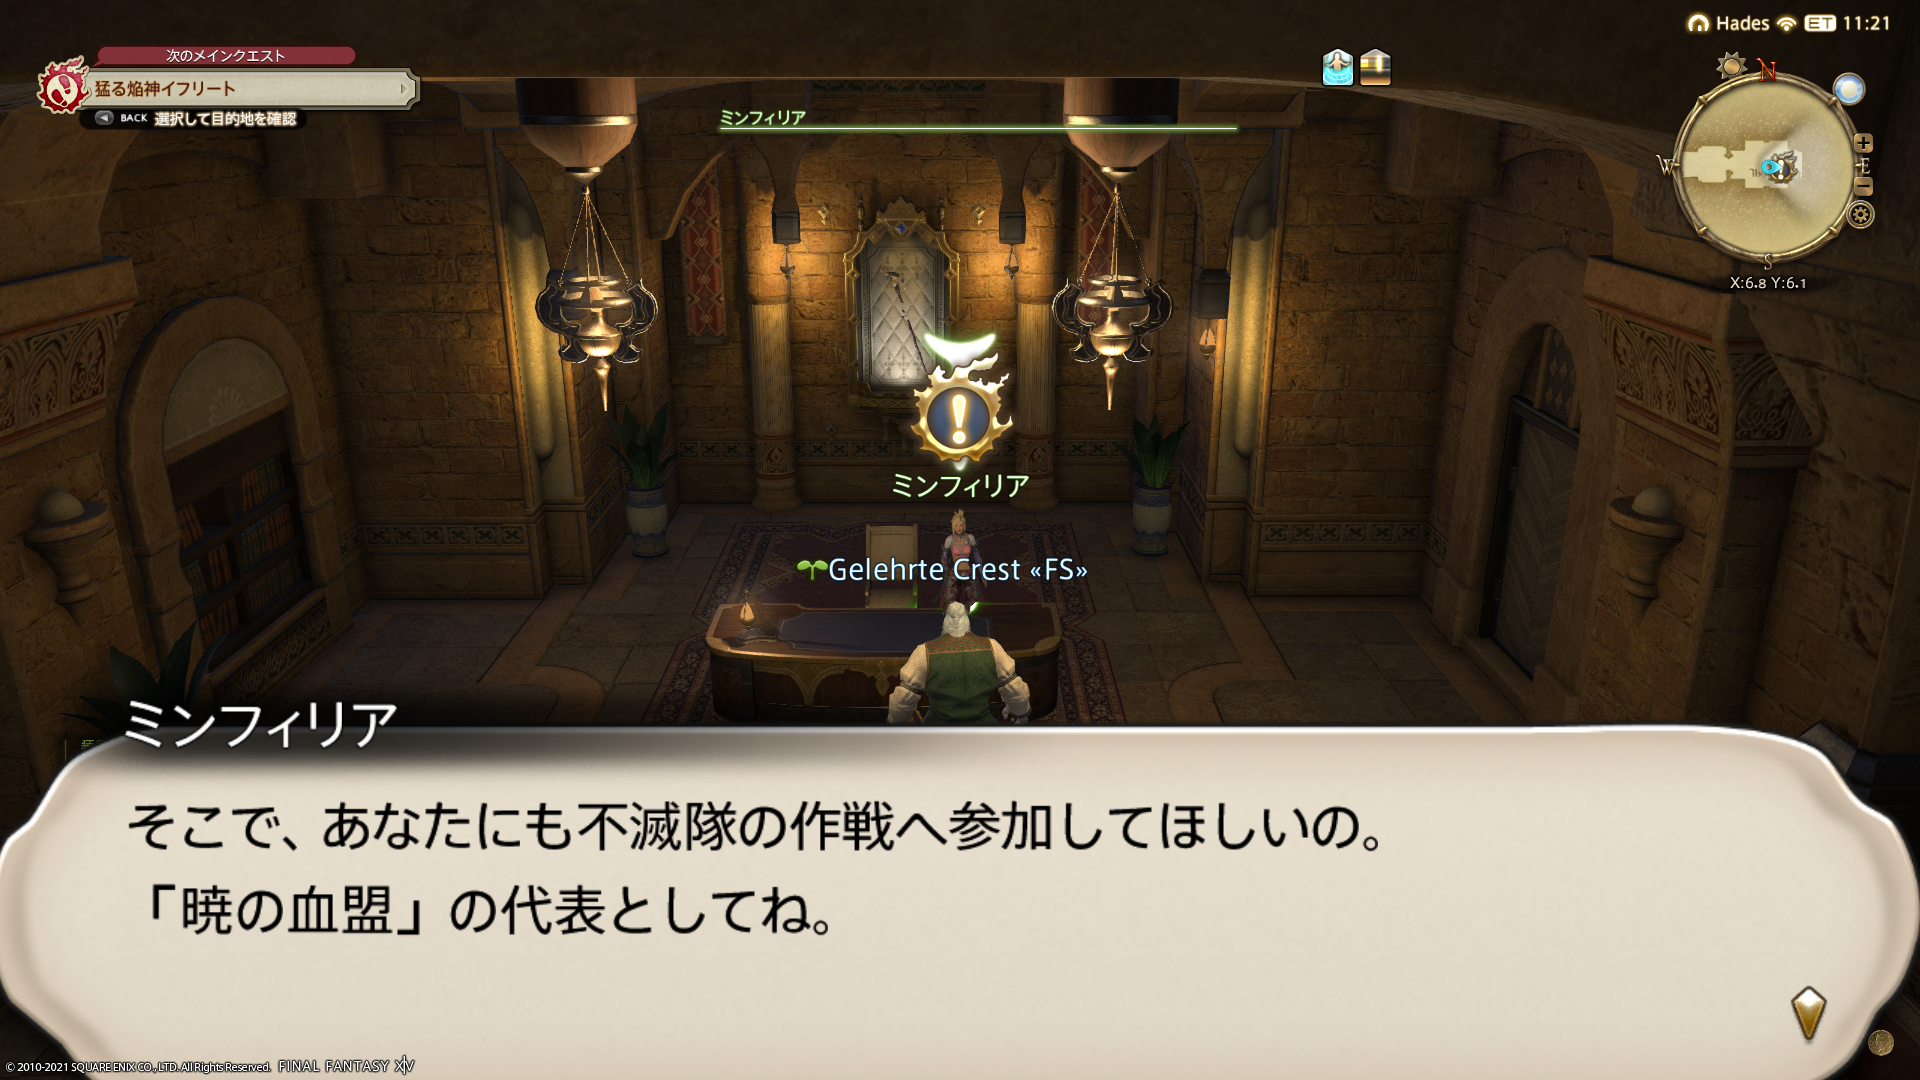 Hades ET 11:21
次のメインクエスト
猛る焔神イフリート
BACK 選択して目的地を確認
ミンフィリア
N
W
E
S
X:6.8 Y:6.1
ミンフィリア
Gelehrte Crest «FS»
ミンフィリア
そこで、あなたにも不滅隊の作戦へ参加してほしいの。
「暁の血盟」の代表としてね。
© 2010-2021 SQUARE ENIX CO., LTD. All Rights Reserved. FINAL FANTASY XIV